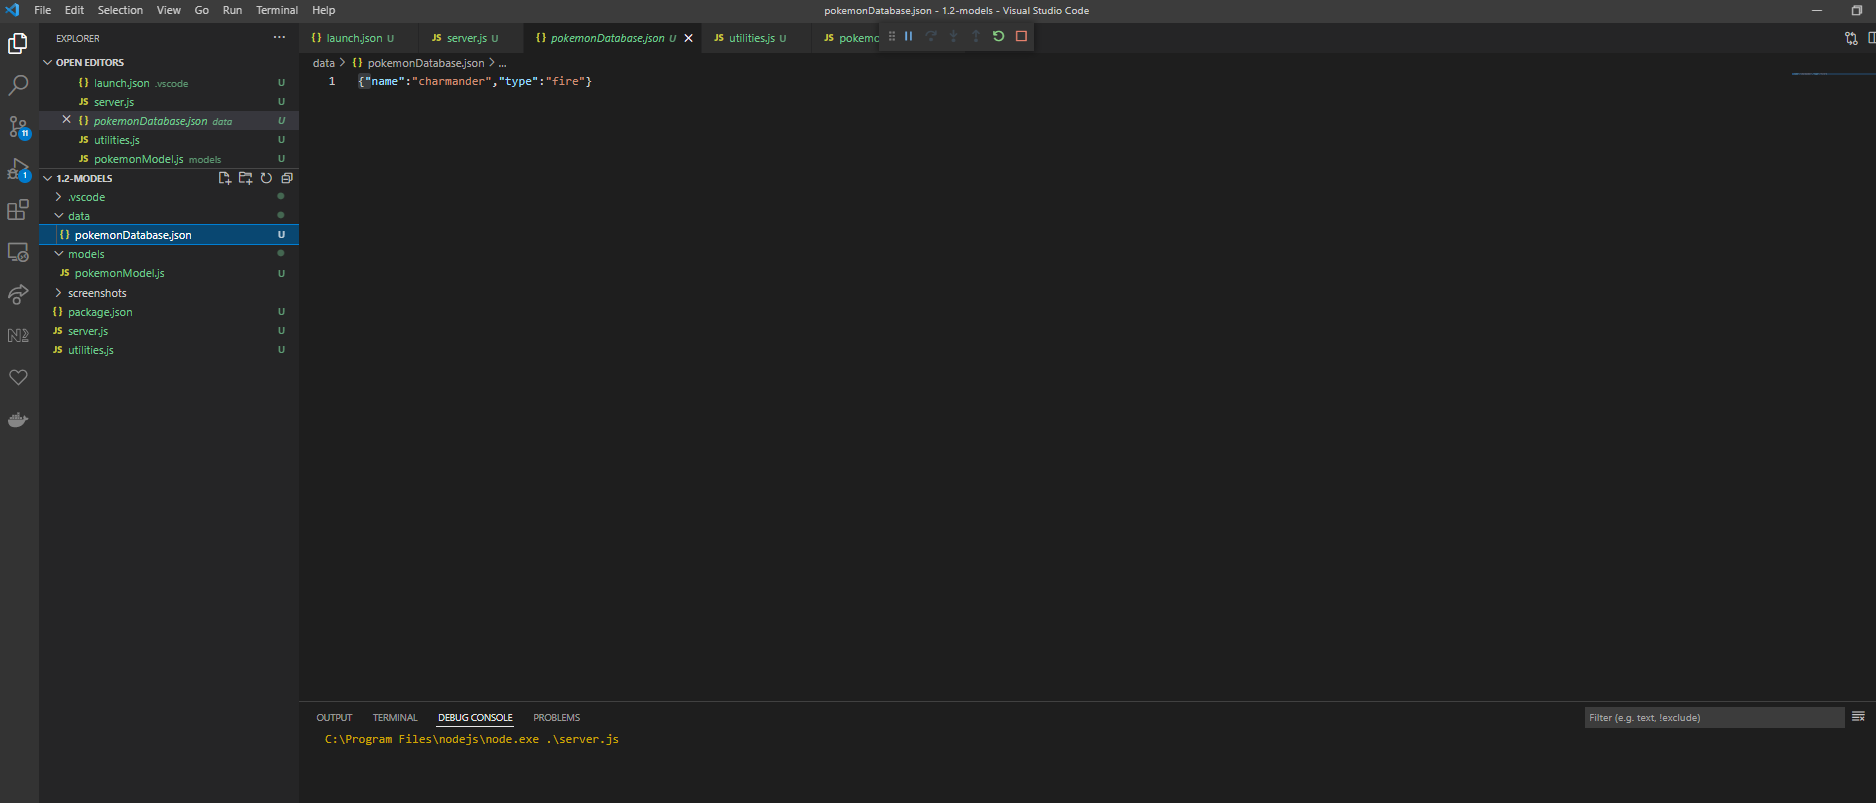 File Edit Selection View Go Run Terminal Help
pokemonDatabase.json - 1.2-models - Visual Studio Code
EXPLORER
OPEN EDITORS
{} launch.json .vscode U
JS server.js U
{} pokemonDatabase.json data U
JS utilities.js U
JS pokemonModel.js models U
1.2-MODELS
.vscode
data
{} pokemonDatabase.json U
models
JS pokemonModel.js U
screenshots
{} package.json U
JS server.js U
JS utilities.js U
11
1
N2
{} launch.json U JS server.js U {} pokemonDatabase.json U JS utilities.js U JS pokemo
data > {} pokemonDatabase.json > ...
1 {"name":"charmander","type":"fire"}
OUTPUT TERMINAL DEBUG CONSOLE PROBLEMS
Filter (e.g. text, !exclude)
C:\Program Files\nodejs\node.exe .\server.js